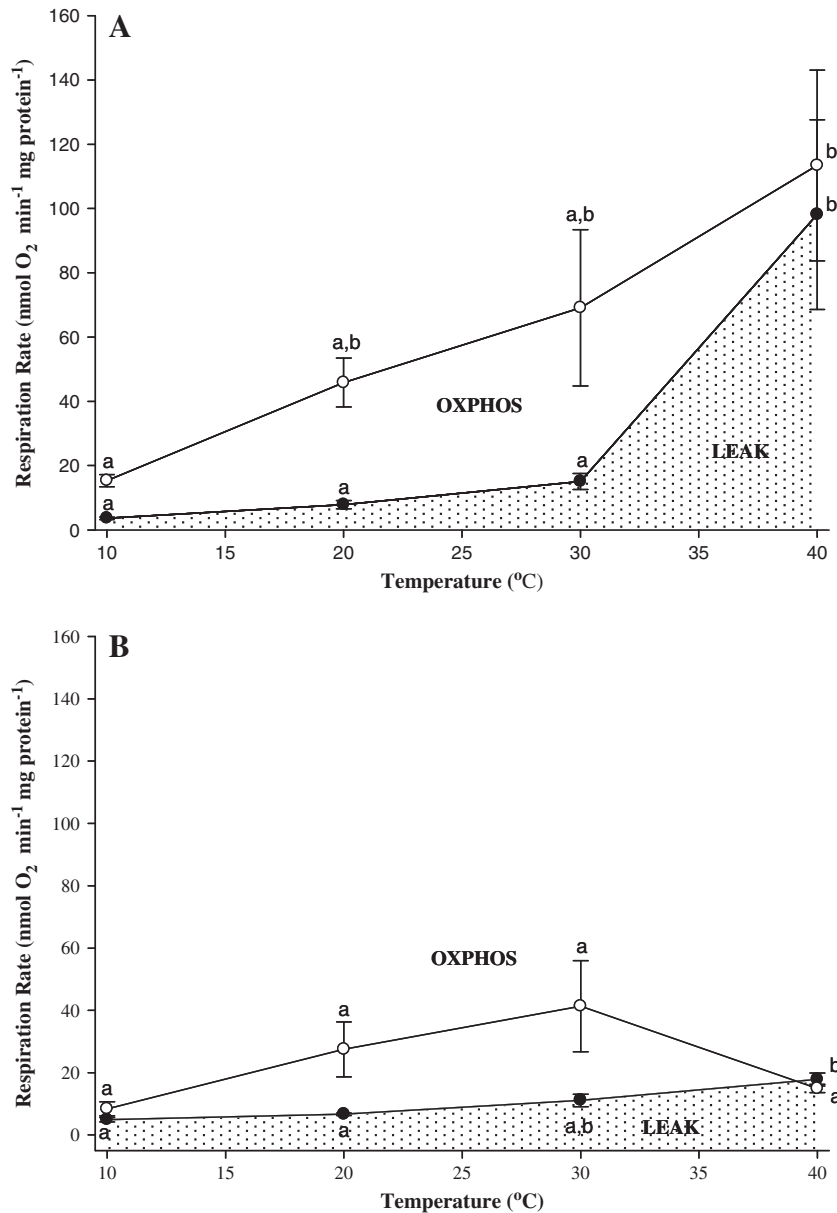 A
160
140
120
100
80
60
40
20
0
Respiration Rate (nmol O₂ min⁻¹ mg protein⁻¹)
b
b
a,b
a,b
a
a
a
a
OXPHOS
LEAK
10 15 20 25 30 35 40
Temperature (°C)
B
160
140
120
100
80
60
40
20
0
Respiration Rate (nmol O₂ min⁻¹ mg protein⁻¹)
OXPHOS
a
a
a
b
a
a
a
a,b
LEAK
10 15 20 25 30 35 40
Temperature (°C)